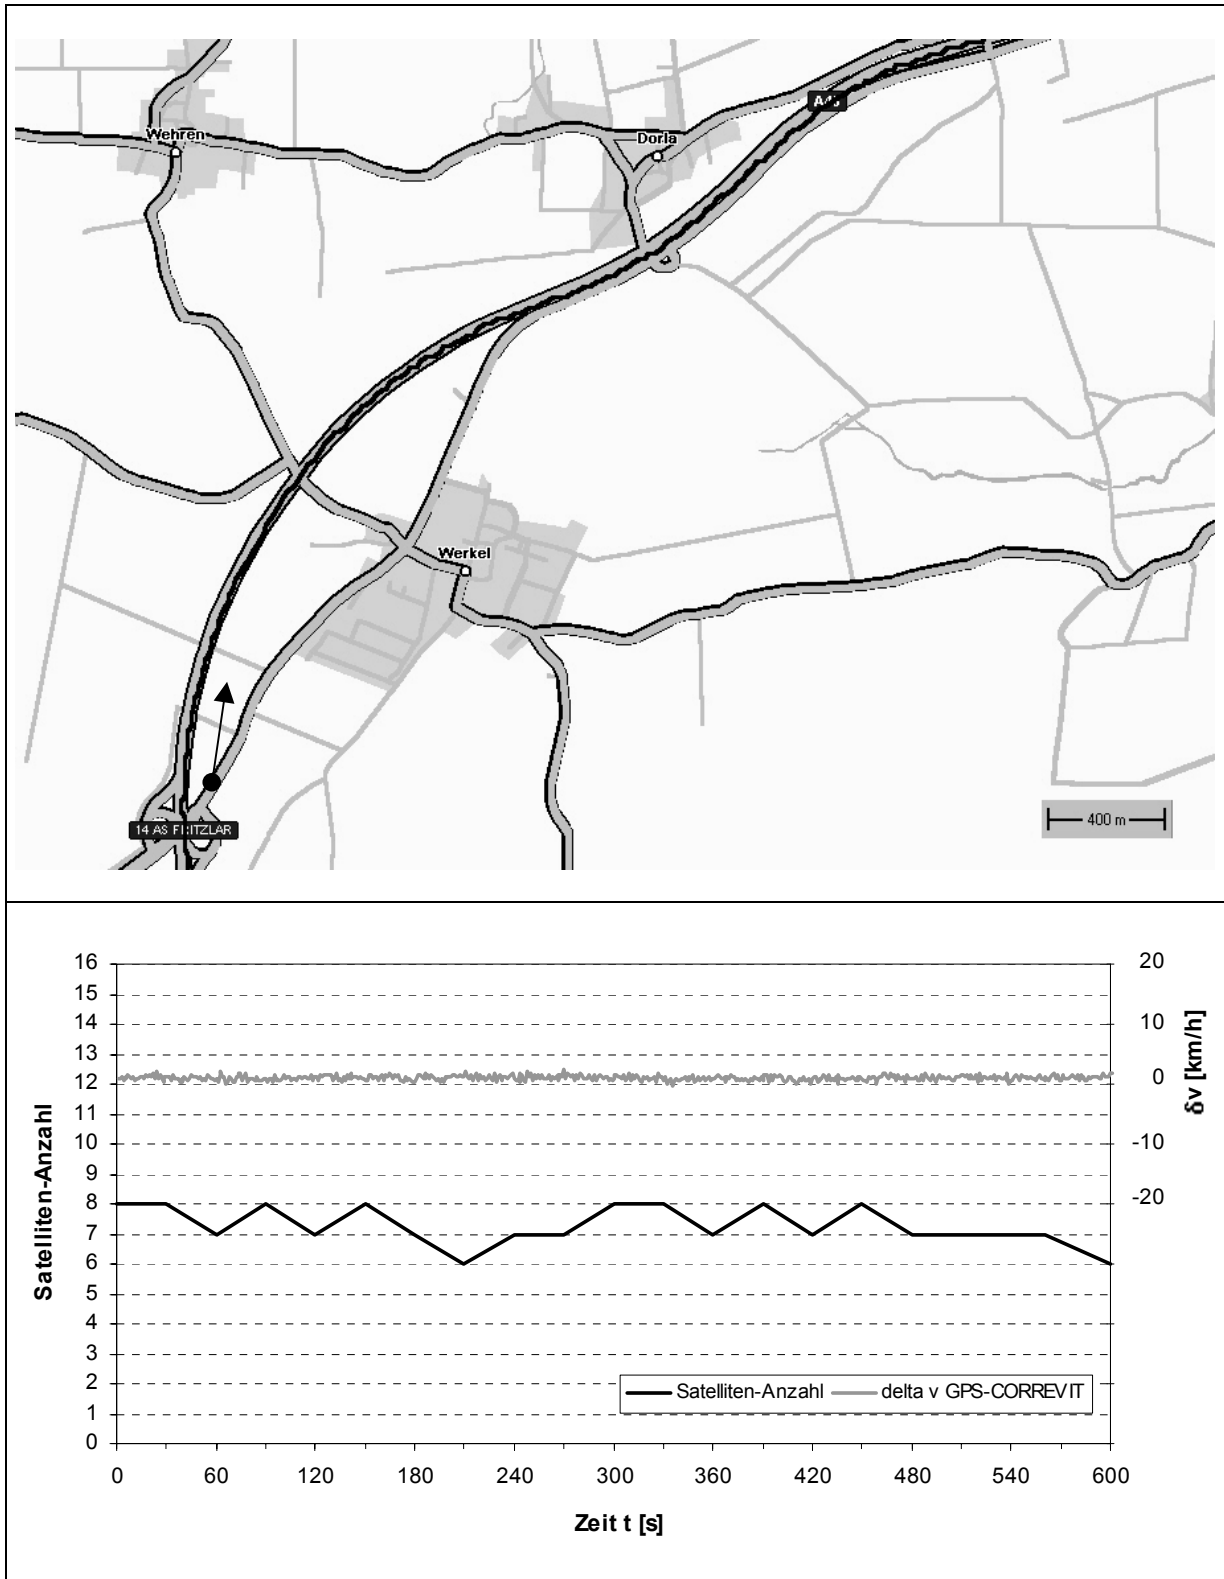 Wehren
Dorla
Werkel
14 AS FRITZLAR
400 m
16
15
14
13
12
11
10
9
8
7
6
5
4
3
2
1
0
Satelliten-Anzahl
20
10
0
-10
-20
δv [km/h]
Satelliten-Anzahl
delta v GPS-CORREVIT
0 60 120 180 240 300 360 420 480 540 600
Zeit t [s]